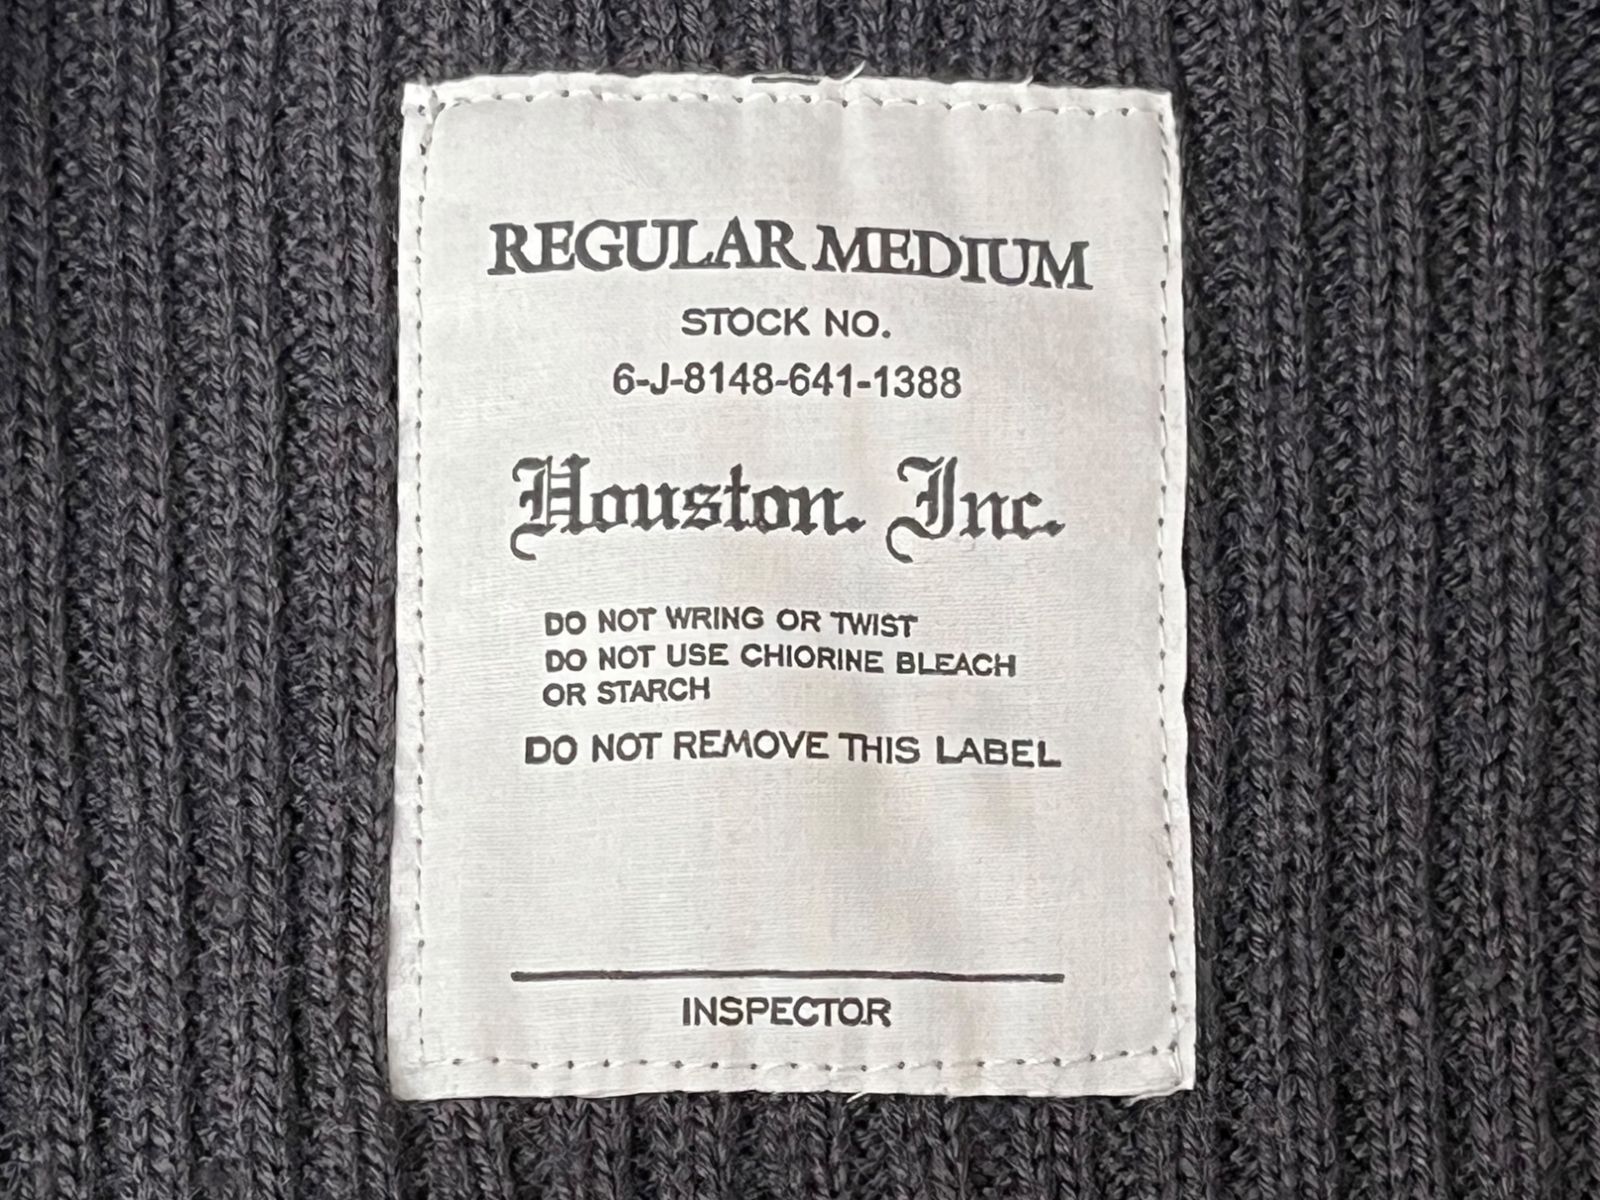 REGULAR MEDIUM
STOCK NO.
6-J-8148-641-1388
Houston. Inc.
DO NOT WRING OR TWIST
DO NOT USE CHIORINE BLEACH
OR STARCH
DO NOT REMOVE THIS LABEL
INSPECTOR